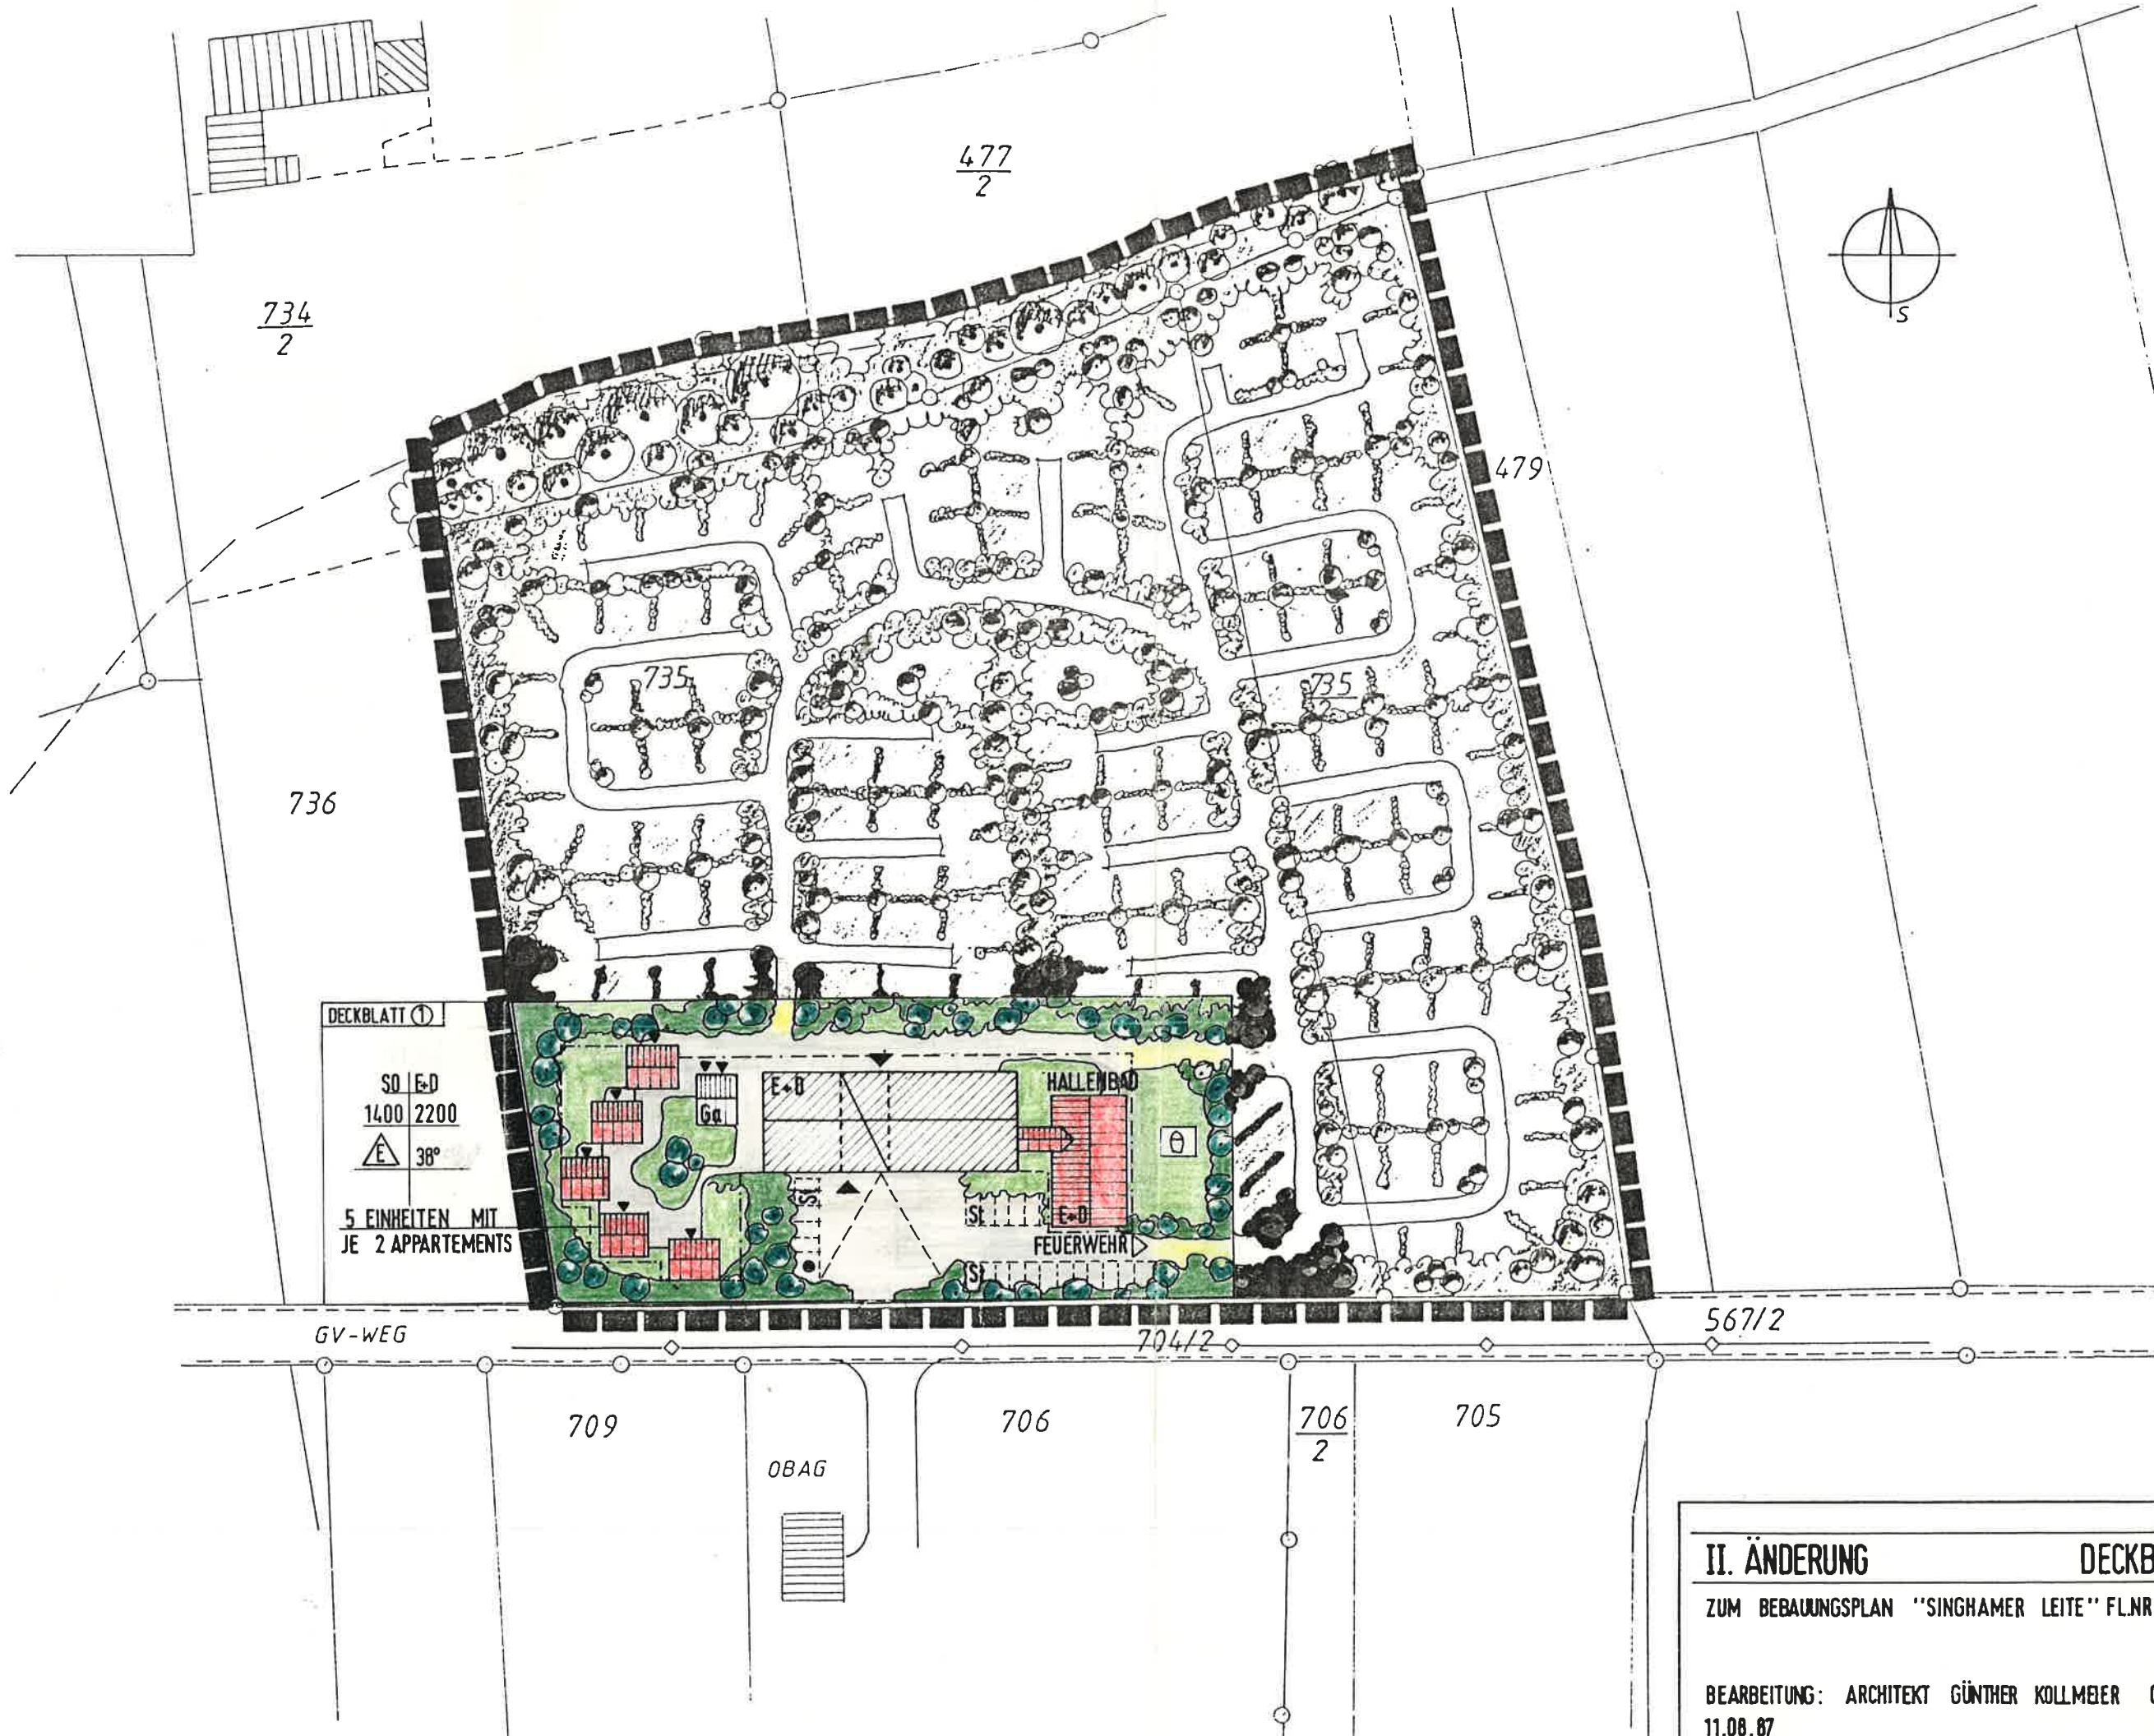 477
2
S
734
2
479
735
735
736
DECKBLATT ①
SO E+D
1400 2200
E 38°
5 EINHEITEN MIT
JE 2 APPARTEMENTS
E+D
Ga
HALLENBAD
St
St
E+D
FEUERWEHR
St
GV-WEG
704/2
567/2
709
706
706
2
705
OBAG
II. ÄNDERUNG DECKB
ZUM BEBAUUNGSPLAN "SINGHAMER LEITE" FL.NR
BEARBEITUNG: ARCHITEKT GÜNTHER KOLLMEIER
11.08.87